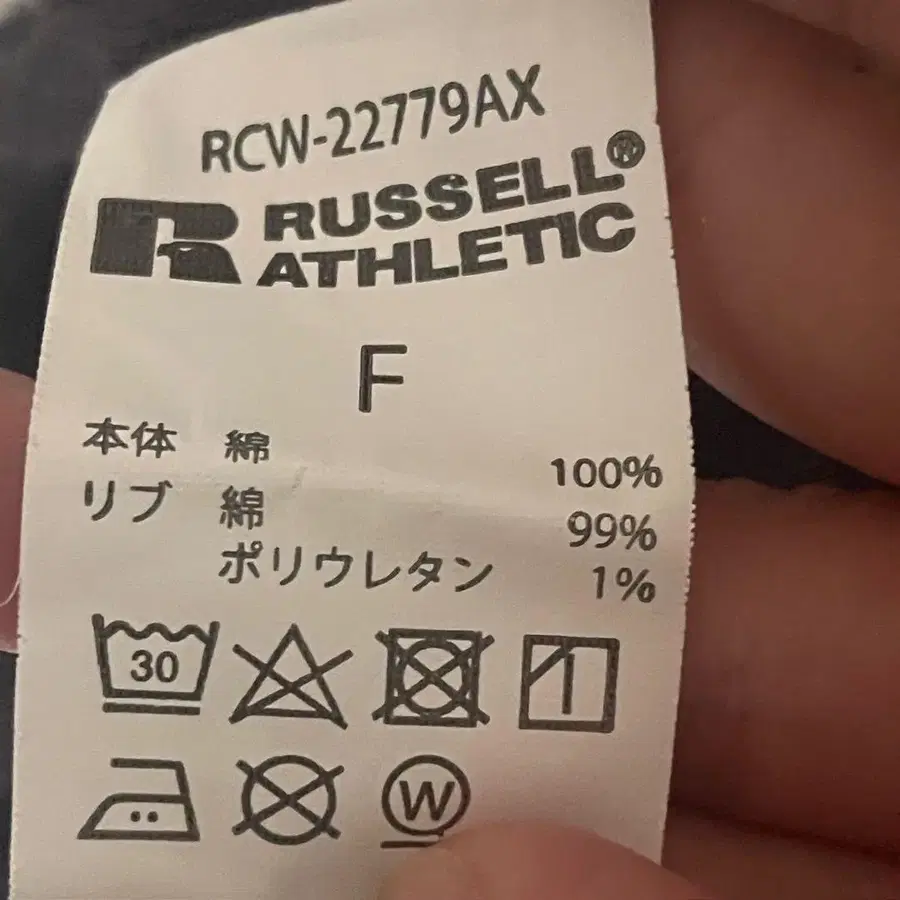 RCW-22779AX
RUSSELL®
ATHLETIC
F
本体 綿 100%
リブ 綿 99%
ポリウレタン 1%
30
W